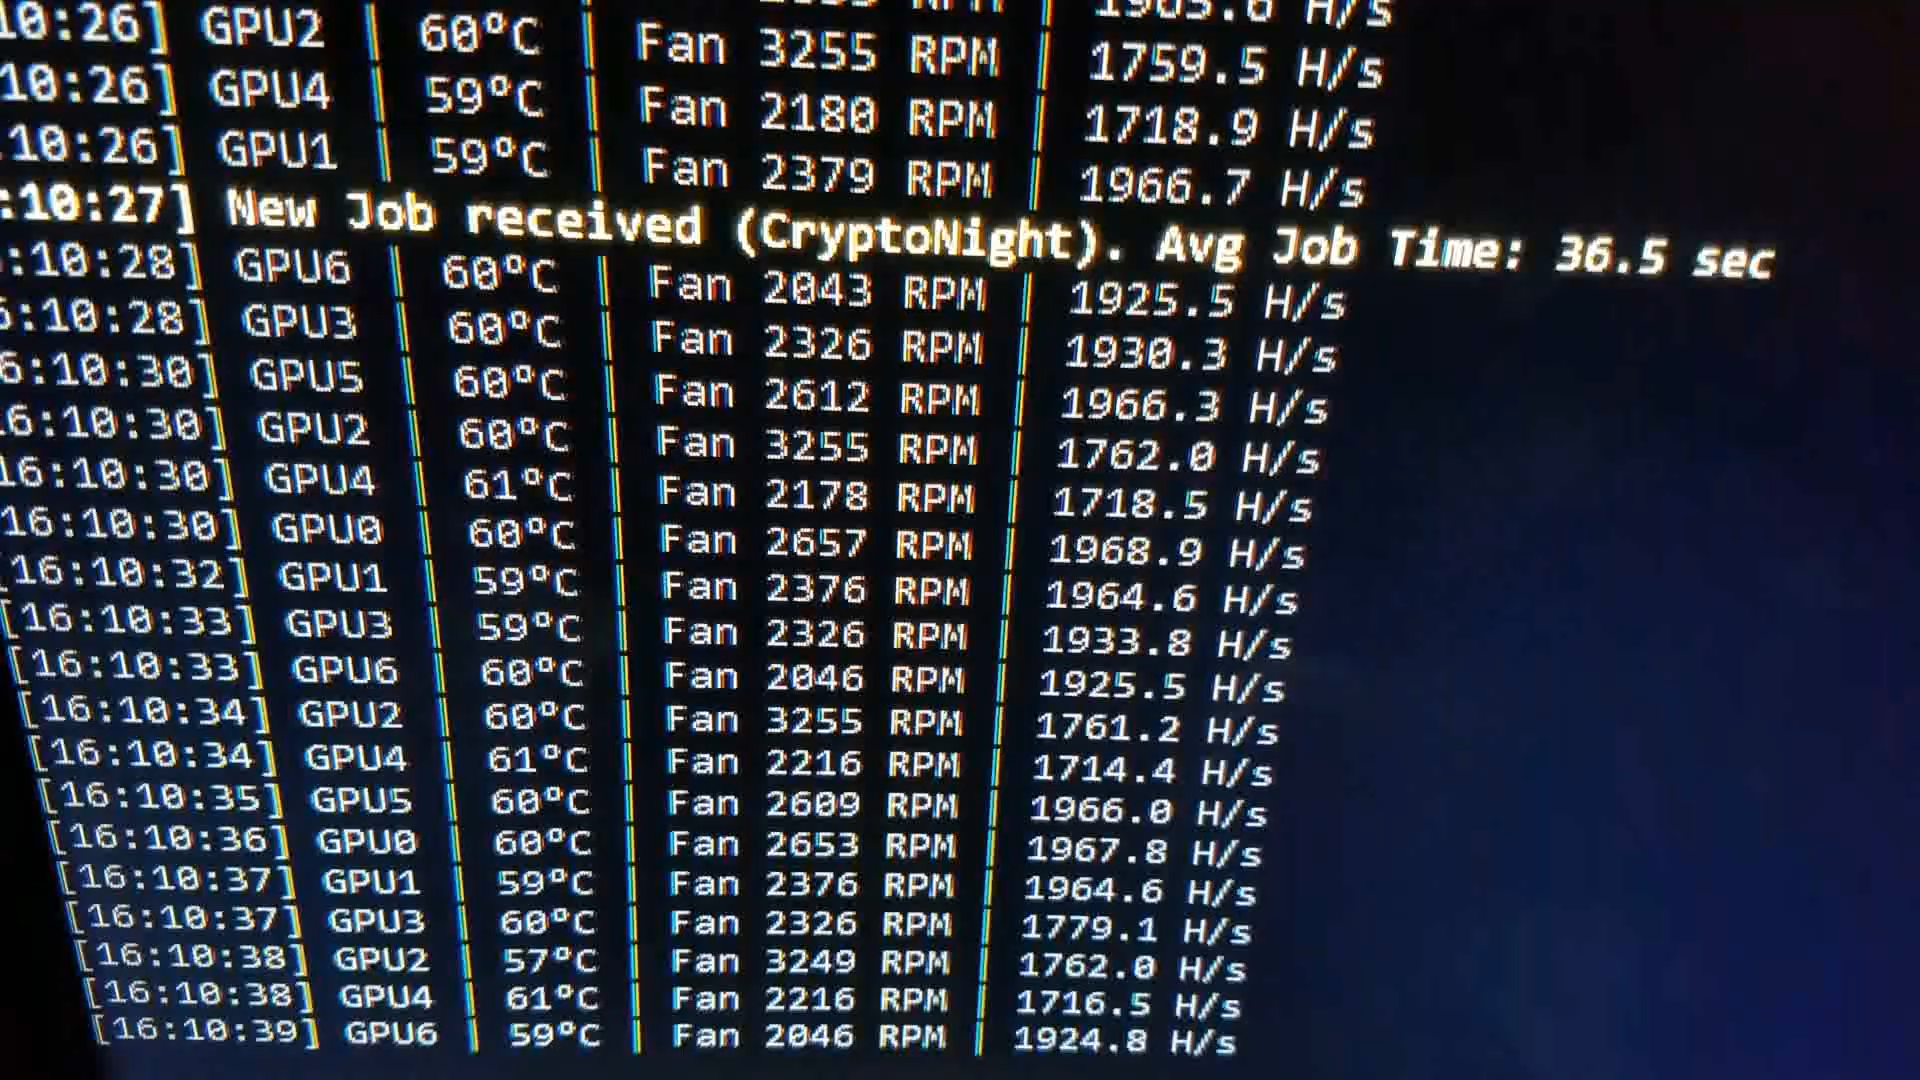 RPM | 1963.6 H/s
10:26] GPU2 | 60°C | Fan 3255 RPM | 1759.5 H/s
10:26] GPU4 | 59°C | Fan 2180 RPM | 1718.9 H/s
10:26] GPU1 | 59°C | Fan 2379 RPM | 1966.7 H/s
:10:27] New Job received (CryptoNight). Avg Job Time: 36.5 sec
:10:28] GPU6 | 60°C | Fan 2043 RPM | 1925.5 H/s
6:10:28] GPU3 | 60°C | Fan 2326 RPM | 1930.3 H/s
6:10:30] GPU5 | 60°C | Fan 2612 RPM | 1966.3 H/s
16:10:30] GPU2 | 60°C | Fan 3255 RPM | 1762.0 H/s
16:10:30] GPU4 | 61°C | Fan 2178 RPM | 1718.5 H/s
16:10:30] GPU0 | 60°C | Fan 2657 RPM | 1968.9 H/s
[16:10:32] GPU1 | 59°C | Fan 2376 RPM | 1964.6 H/s
[16:10:33] GPU3 | 59°C | Fan 2326 RPM | 1933.8 H/s
[16:10:33] GPU6 | 60°C | Fan 2046 RPM | 1925.5 H/s
[16:10:34] GPU2 | 60°C | Fan 3255 RPM | 1761.2 H/s
[16:10:34] GPU4 | 61°C | Fan 2216 RPM | 1714.4 H/s
[16:10:35] GPU5 | 60°C | Fan 2609 RPM | 1966.0 H/s
[16:10:36] GPU0 | 60°C | Fan 2653 RPM | 1967.8 H/s
[16:10:37] GPU1 | 59°C | Fan 2376 RPM | 1964.6 H/s
[16:10:37] GPU3 | 60°C | Fan 2326 RPM | 1779.1 H/s
[16:10:38] GPU2 | 57°C | Fan 3249 RPM | 1762.0 H/s
[16:10:38] GPU4 | 61°C | Fan 2216 RPM | 1716.5 H/s
[16:10:39] GPU6 | 59°C | Fan 2046 RPM | 1924.8 H/s